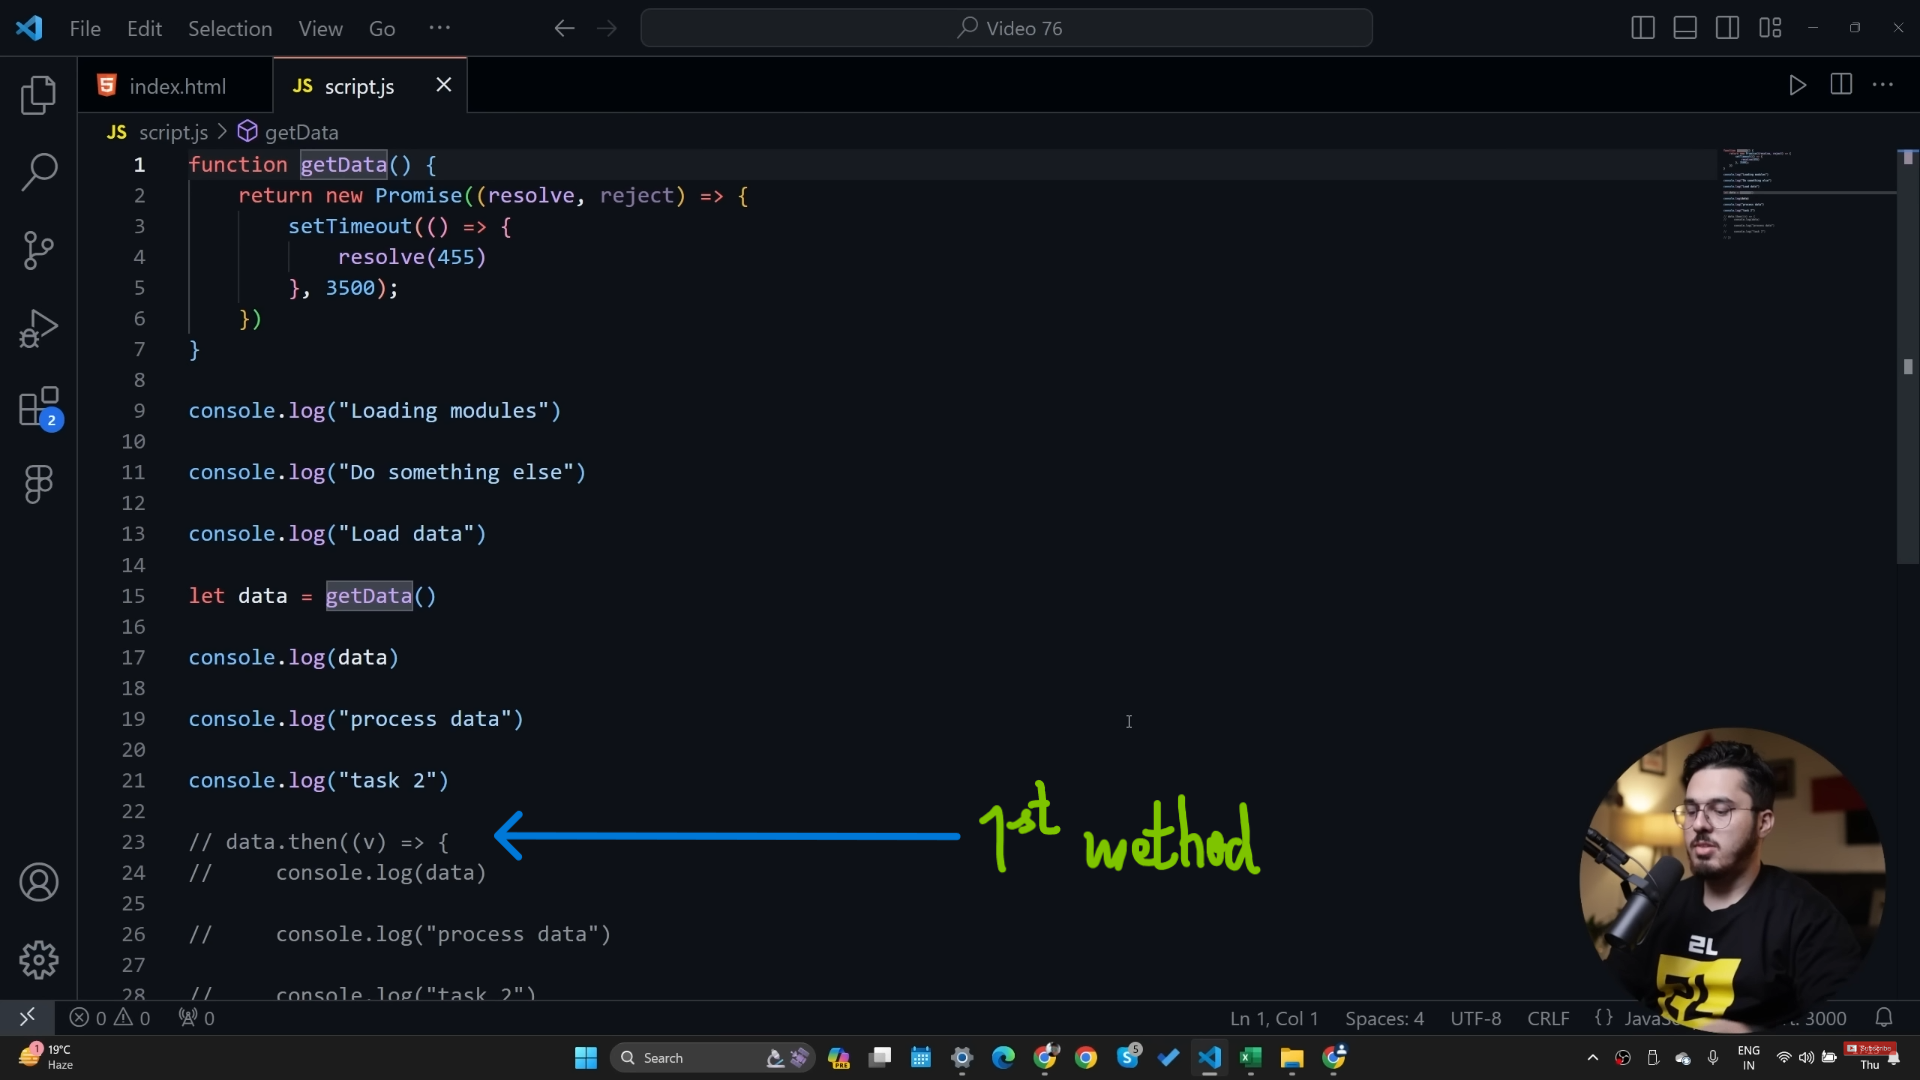 File Edit Selection View Go ··· Video 76
index.html JS script.js
JS script.js > getData
1 function getData() {
2 return new Promise((resolve, reject) => {
3 setTimeout(() => {
4 resolve(455)
5 }, 3500);
6 })
7 }
8
9 console.log("Loading modules")
10
11 console.log("Do something else")
12
13 console.log("Load data")
14
15 let data = getData()
16
17 console.log(data)
18
19 console.log("process data")
20
21 console.log("task 2")
22
23 // data.then((v) => {
1st method
24 // console.log(data)
25
26 // console.log("process data")
27
28 // console.log("task 2")
2
0 0 0 Ln 1, Col 1 Spaces: 4 UTF-8 CRLF {} : 3000
1 19°C
Haze
Search
PRE
5
ENG
IN
Subscribe
Thu